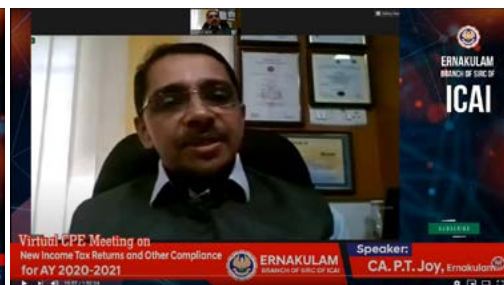 ERNAKULAM
BRANCH OF SIRC OF
ICAI
SUBSCRIBE
Virtual CPE Meeting on
New Income Tax Returns and Other Compliance
for AY 2020-2021
ERNAKULAM
BRANCH OF SIRC OF ICAI
Speaker:
CA. P.T. Joy, Ernakulam